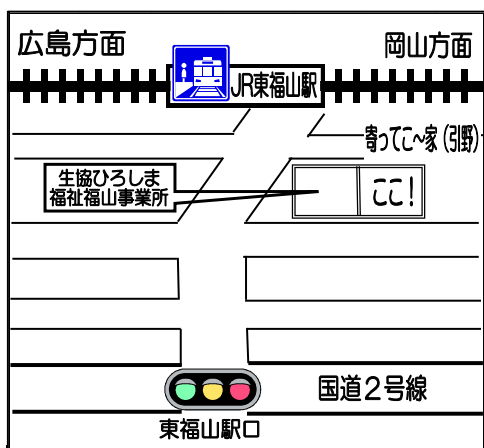 広島方面
岡山方面
JR東福山駅
寄ってこ〜家(引野)
生協ひろしま
福祉福山事業所
ここ!
国道2号線
東福山駅口